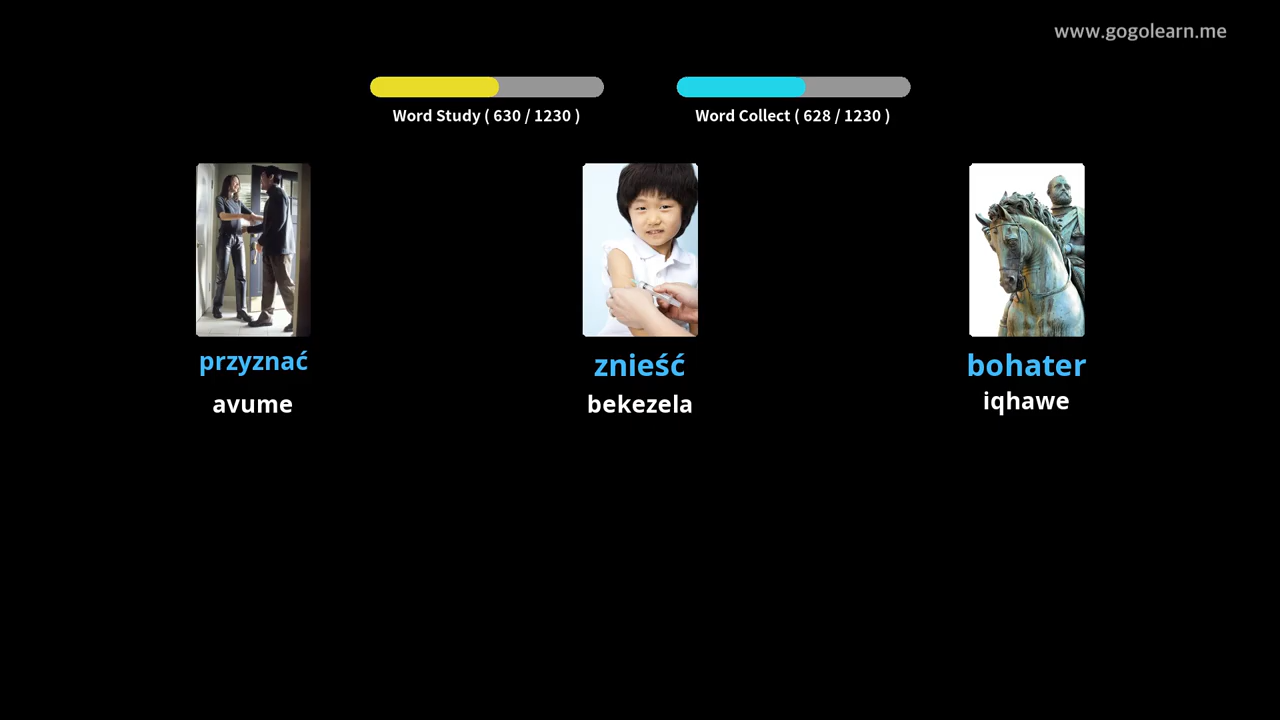 www.gogolearn.me
Word Study ( 630 / 1230 )
Word Collect ( 628 / 1230 )
przyznać
znieść
bohater
avume
bekezela
iqhawe